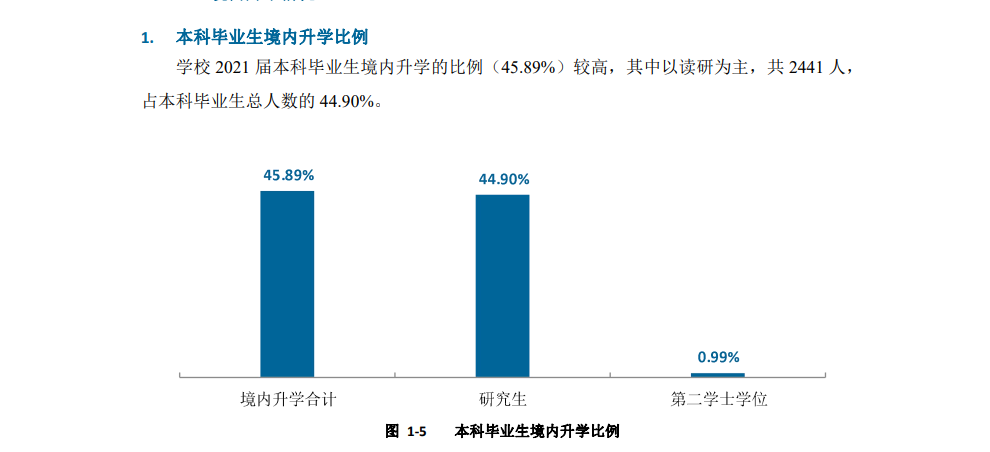 1. 本科毕业生境内升学比例
学校 2021 届本科毕业生境内升学的比例（45.89%）较高，其中以读研为主，共 2441 人，
占本科毕业生总人数的 44.90%。
45.89%
44.90%
0.99%
境内升学合计
研究生
第二学士学位
图 1-5 本科毕业生境内升学比例